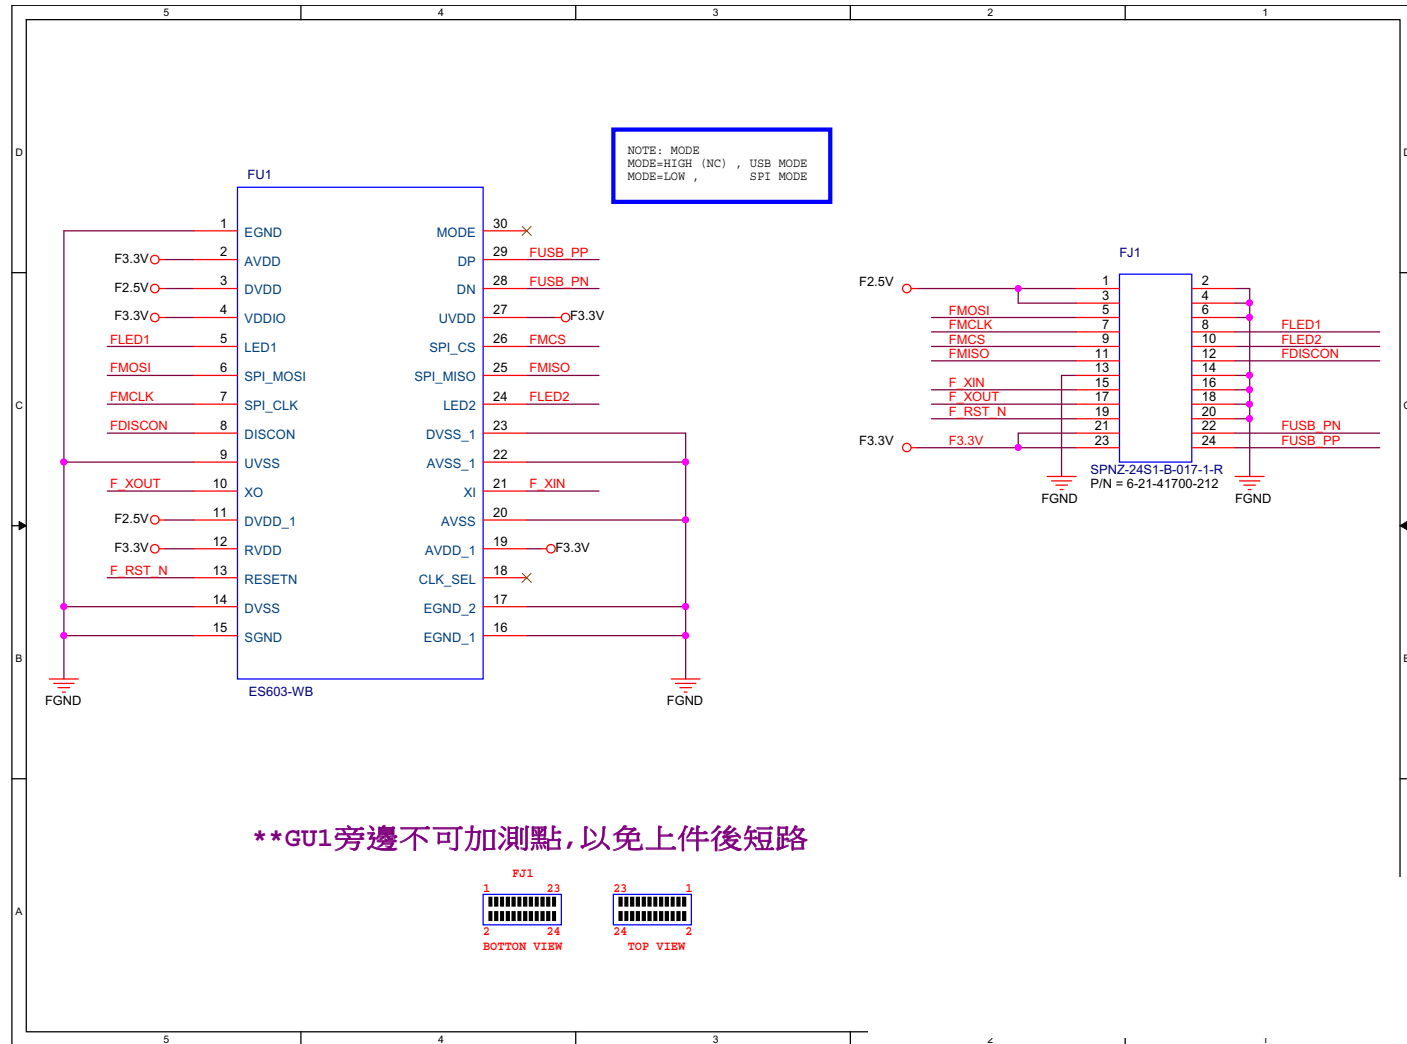 5 4 3 2 1
D D
NOTE: MODE
MODE=HIGH (NC) , USB MODE
MODE=LOW , SPI MODE
FU1
1 EGND MODE 30
F3.3V 2 AVDD DP 29 FUSB_PP
F2.5V 3 DVDD DN 28 FUSB_PN
F3.3V 4 VDDIO UVDD 27 F3.3V
FLED1 5 LED1 SPI_CS 26 FMCS
FMOSI 6 SPI_MOSI SPI_MISO 25 FMISO
FMCLK 7 SPI_CLK LED2 24 FLED2
FDISCON 8 DISCON DVSS_1 23
9 UVSS AVSS_1 22
F_XOUT 10 XO XI 21 F_XIN
F2.5V 11 DVDD_1 AVSS 20
F3.3V 12 RVDD AVDD_1 19 F3.3V
F_RST_N 13 RESETN CLK_SEL 18
14 DVSS EGND_2 17
15 SGND EGND_1 16
ES603-WB
FGND FGND
FJ1
F2.5V 1 2
3 4
FMOSI 5 6
FMCLK 7 8 FLED1
FMCS 9 10 FLED2
FMISO 11 12 FDISCON
13 14
F_XIN 15 16
F_XOUT 17 18
F_RST_N 19 20
21 22 FUSB_PN
F3.3V F3.3V 23 24 FUSB_PP
SPNZ-24S1-B-017-1-R
P/N = 6-21-41700-212
FGND FGND
C
B
**GU1旁邊不可加測點,以免上件後短路
FJ1
1 23 23 1
2 24 24 2
BOTTON VIEW TOP VIEW
A
5 4 3